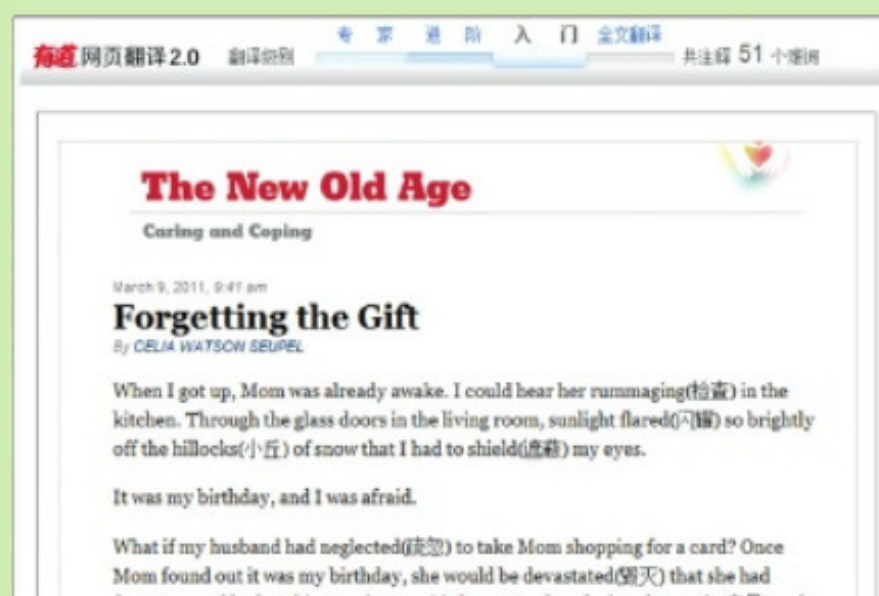 有道 网页翻译2.0 翻译级别 专家 进阶 入门 全文翻译 共注释 51 个难词
The New Old Age
Caring and Coping
March 9, 2011, 9:41 am
Forgetting the Gift
By CELIA WATSON SEUPEL
When I got up, Mom was already awake. I could hear her rummaging(检查) in the
kitchen. Through the glass doors in the living room, sunlight flared(闪耀) so brightly
off the hillocks(小丘) of snow that I had to shield(遮蔽) my eyes.
It was my birthday, and I was afraid.
What if my husband had neglected(疏忽) to take Mom shopping for a card? Once
Mom found out it was my birthday, she would be devastated(毁灭) that she had